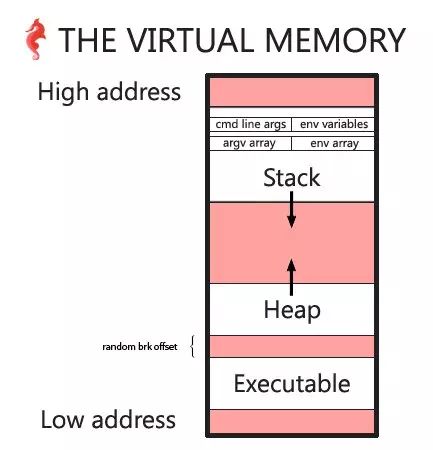 THE VIRTUAL MEMORY
High address
cmd line args env variables
argv array env array
Stack
Heap
random brk offset
Executable
Low address